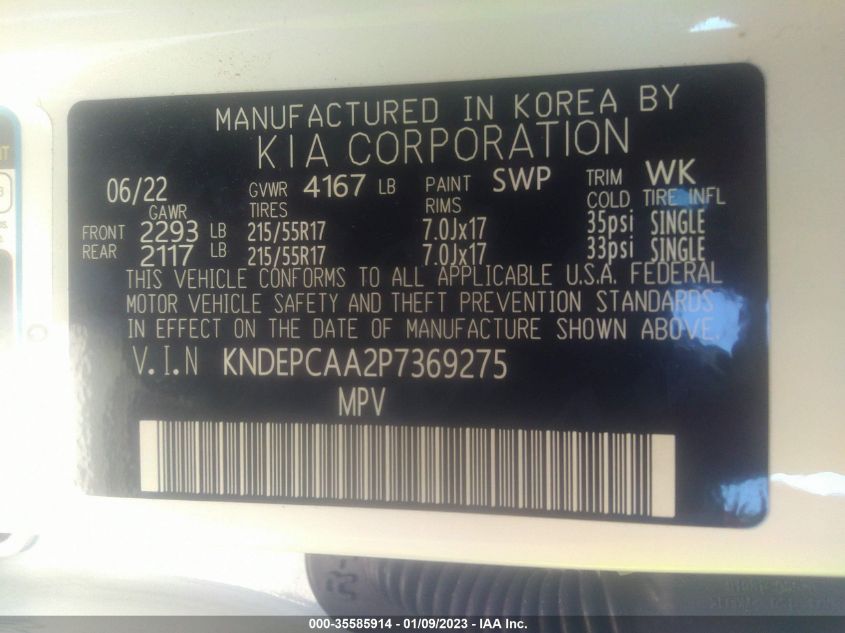 MANUFACTURED IN KOREA BY
KIA CORPORATION
06/22 GVWR 4167 LB PAINT SWP TRIM WK
GAWR TIRES RIMS COLD TIRE INFL
FRONT 2293 LB 215/55R17 7.0Jx17 35psi SINGLE
REAR 2117 LB 215/55R17 7.0Jx17 33psi SINGLE
THIS VEHICLE CONFORMS TO ALL APPLICABLE U.S.A. FEDERAL
MOTOR VEHICLE SAFETY AND THEFT PREVENTION STANDARDS
IN EFFECT ON THE DATE OF MANUFACTURE SHOWN ABOVE.
V.I.N KNDEPCAA2P7369275
MPV
000-35585914 - 01/09/2023 - IAA Inc.